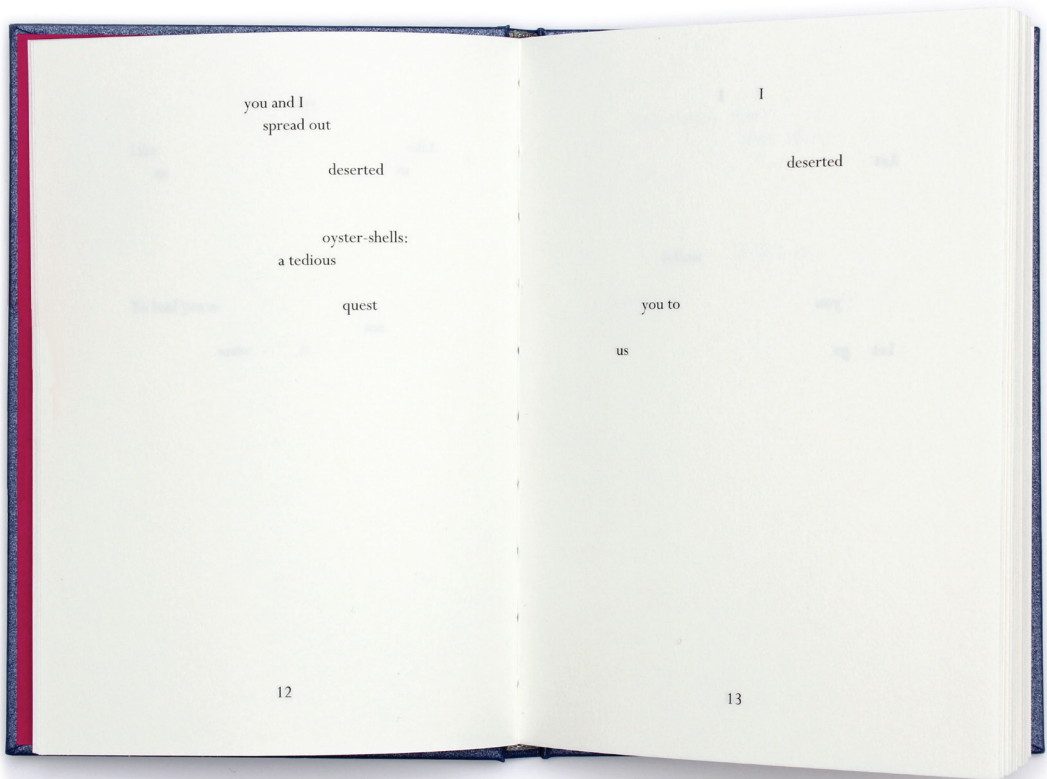 you and I
spread out
deserted
oyster-shells:
a tedious
quest
12
I
deserted
you to
us
13